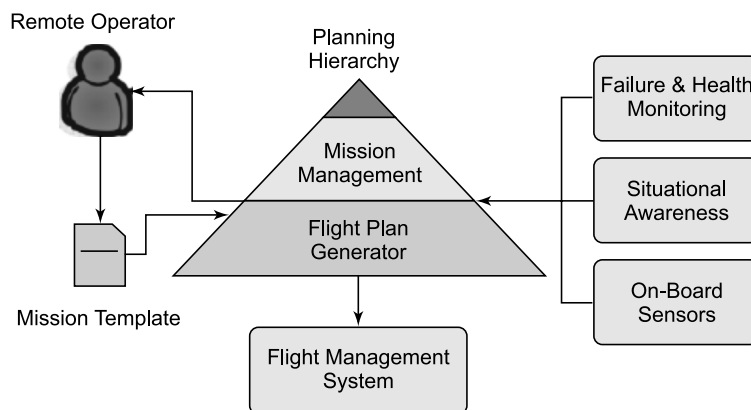 Remote Operator
Planning
Hierarchy
Failure & Health
Monitoring
Mission
Management
Situational
Awareness
Flight Plan
Generator
On-Board
Sensors
Mission Template
Flight Management
System